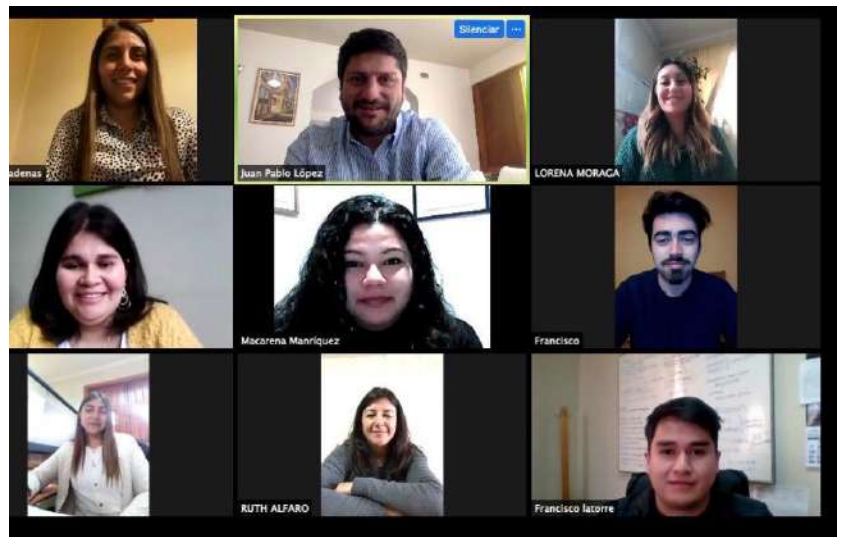 Silenciar ...
adenas
Juan Pablo López
LORENA MORAGA
Macarena Manríquez
Francisco
RUTH ALFARO
Francisco latorre